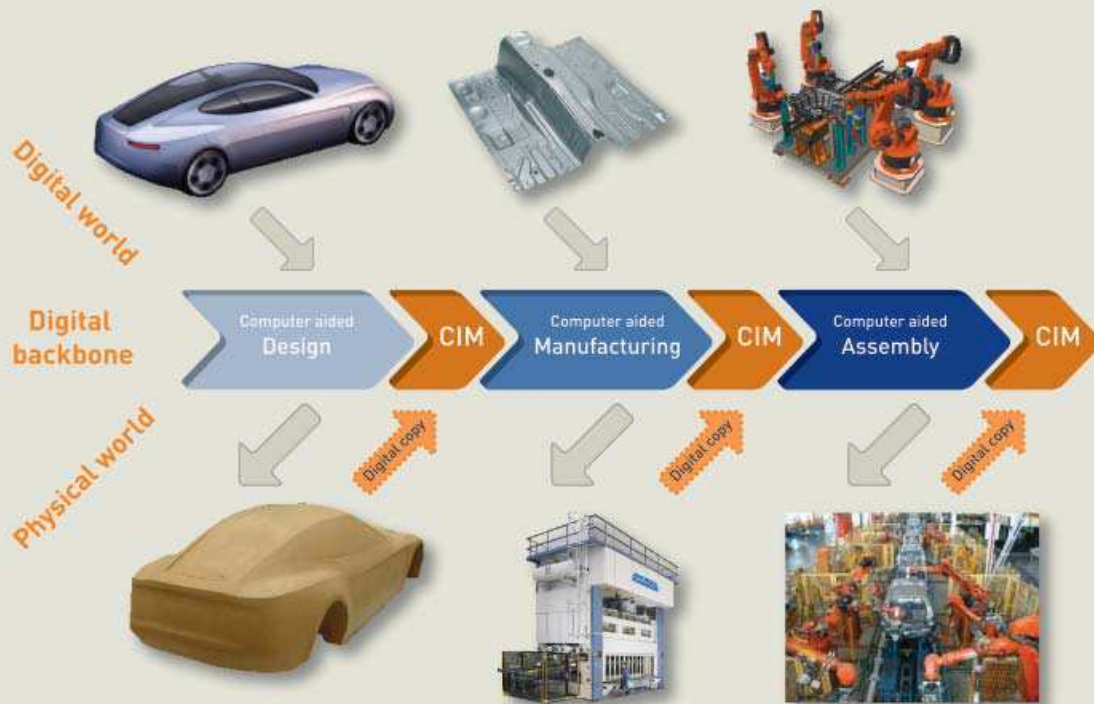 Digital world
Digital
backbone
Computer aided
Design
CIM
Computer aided
Manufacturing
CIM
Computer aided
Assembly
CIM
Physical world
Digital copy
Digital copy
Digital copy